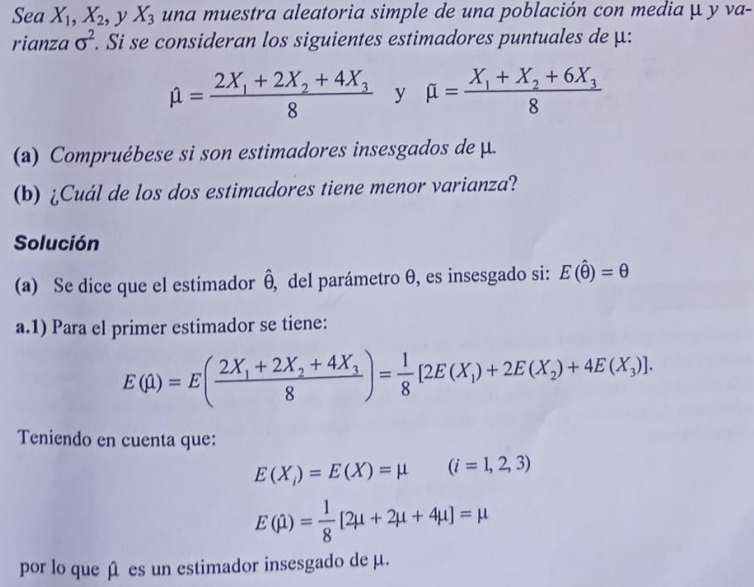 Sea X₁, X₂, y X₃ una muestra aleatoria simple de una población con media μ y va-
rianza σ². Si se consideran los siguientes estimadores puntuales de μ:
μ̂ = (2X₁ + 2X₂ + 4X₃)/8 y μ̃ = (X₁ + X₂ + 6X₃)/8
(a) Compruébese si son estimadores insesgados de μ.
(b) ¿Cuál de los dos estimadores tiene menor varianza?
Solución
(a) Se dice que el estimador θ̂, del parámetro θ, es insesgado si: E(θ̂) = θ
a.1) Para el primer estimador se tiene:
E(μ̂) = E((2X₁ + 2X₂ + 4X₃)/8) = 1/8 [2E(X₁) + 2E(X₂) + 4E(X₃)].
Teniendo en cuenta que:
E(Xᵢ) = E(X) = μ (i = 1, 2, 3)
E(μ̂) = 1/8 [2μ + 2μ + 4μ] = μ
por lo que μ̂ es un estimador insesgado de μ.